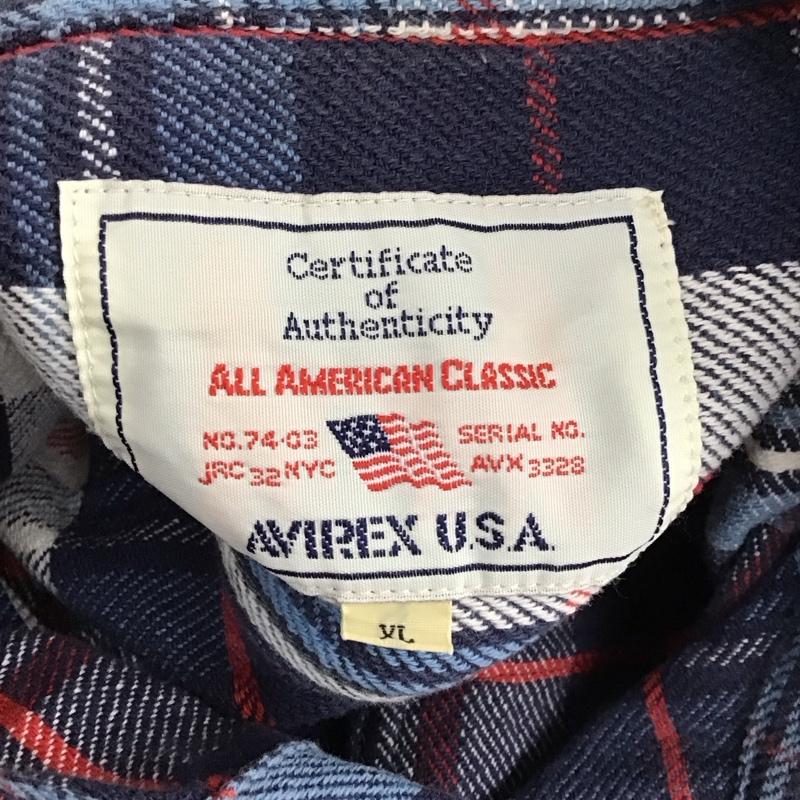 Certificate
of
Authenticity
ALL AMERICAN CLASSIC
NO.74-03
JRC 32 NYC
SERIAL NO.
AVX 3328
AVIREX U.S.A.
XL